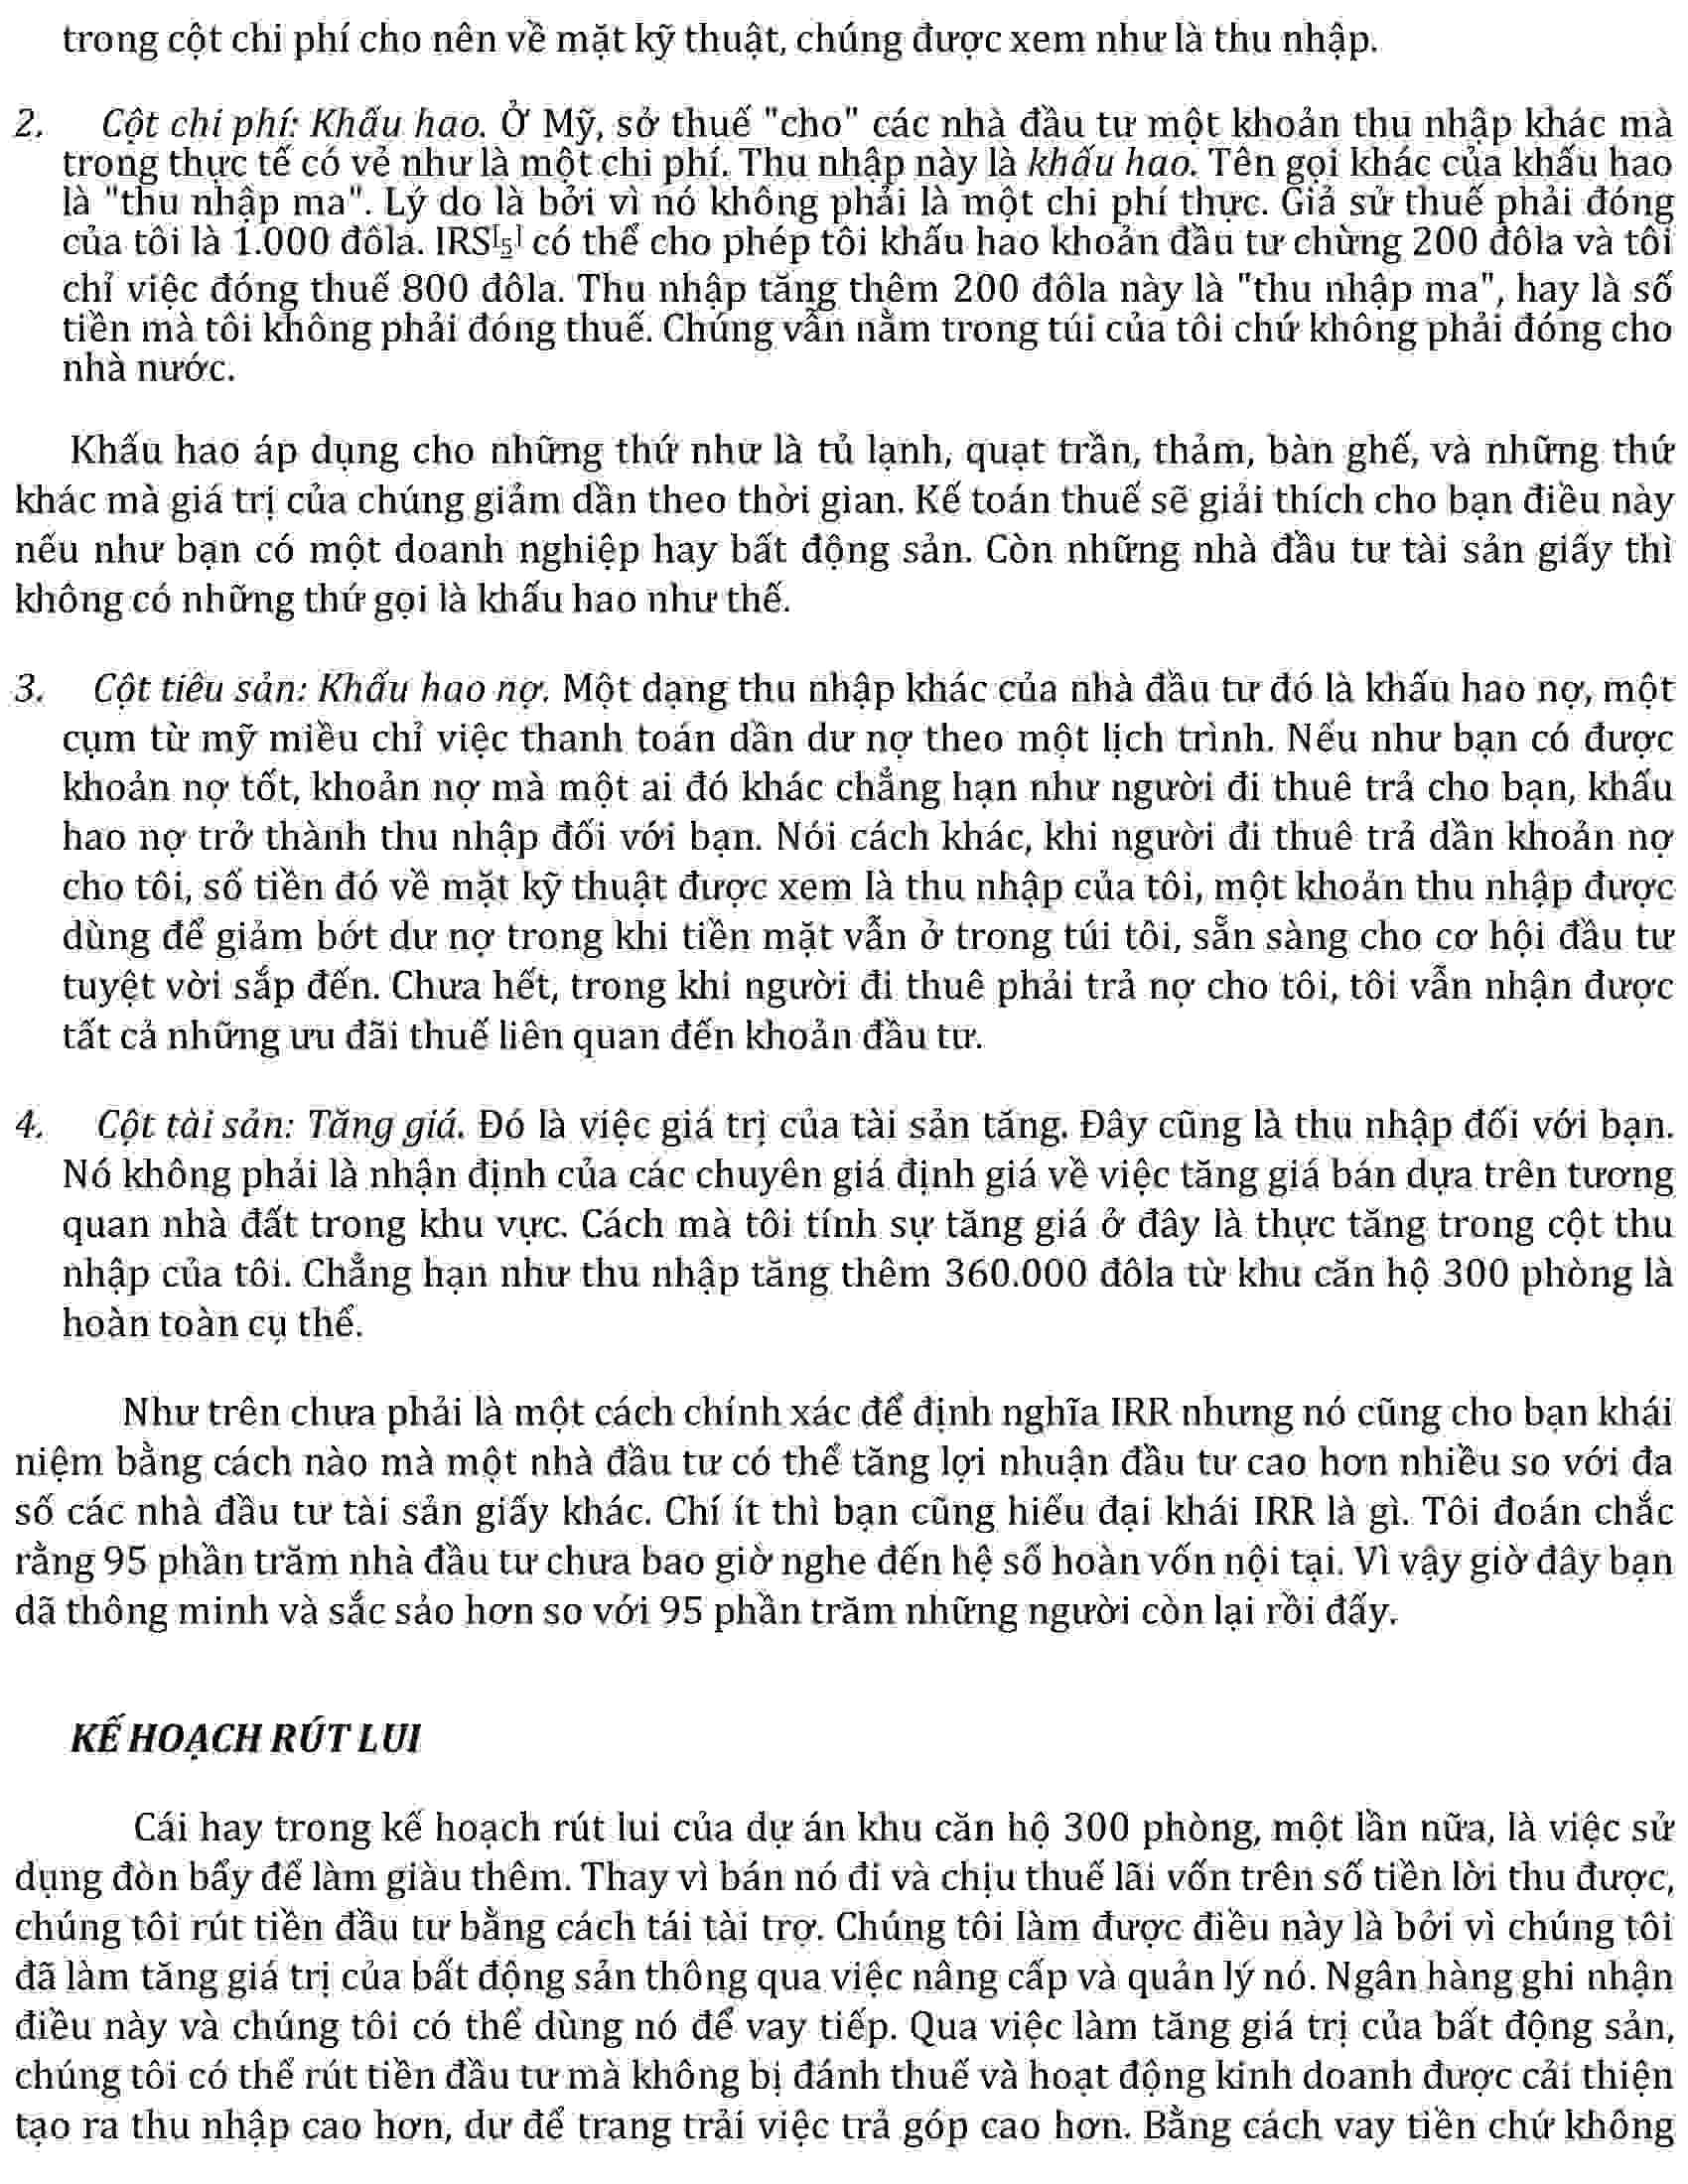 trong cột chi phí cho nên về mặt kỹ thuật, chúng được xem như là thu nhập.
2. Cột chi phí: Khấu hao. Ở Mỹ, sở thuế "cho" các nhà đầu tư một khoản thu nhập khác mà
trong thực tế có vẻ như là một chi phí. Thu nhập này là khấu hao. Tên gọi khác của khấu hao
là "thu nhập ma". Lý do là bởi vì nó không phải là một chi phí thực. Giả sử thuế phải đóng
của tôi là 1.000 đôla. IRS[5] có thể cho phép tôi khấu hao khoản đầu tư chừng 200 đôla và tôi
chỉ việc đóng thuế 800 đôla. Thu nhập tăng thêm 200 đôla này là "thu nhập ma", hay là số
tiền mà tôi không phải đóng thuế. Chúng vẫn nằm trong túi của tôi chứ không phải đóng cho
nhà nước.
Khấu hao áp dụng cho những thứ như là tủ lạnh, quạt trần, thảm, bàn ghế, và những thứ
khác mà giá trị của chúng giảm dần theo thời gian. Kế toán thuế sẽ giải thích cho bạn điều này
nếu như bạn có một doanh nghiệp hay bất động sản. Còn những nhà đầu tư tài sản giấy thì
không có những thứ gọi là khấu hao như thế.
3. Cột tiêu sản: Khấu hao nợ. Một dạng thu nhập khác của nhà đầu tư đó là khấu hao nợ, một
cụm từ mỹ miều chỉ việc thanh toán dần dư nợ theo một lịch trình. Nếu như bạn có được
khoản nợ tốt, khoản nợ mà một ai đó khác chẳng hạn như người đi thuê trả cho bạn, khấu
hao nợ trở thành thu nhập đối với bạn. Nói cách khác, khi người đi thuê trả dần khoản nợ
cho tôi, số tiền đó về mặt kỹ thuật được xem là thu nhập của tôi, một khoản thu nhập được
dùng để giảm bớt dư nợ trong khi tiền mặt vẫn ở trong túi tôi, sẵn sàng cho cơ hội đầu tư
tuyệt vời sắp đến. Chưa hết, trong khi người đi thuê phải trả nợ cho tôi, tôi vẫn nhận được
tất cả những ưu đãi thuế liên quan đến khoản đầu tư.
4. Cột tài sản: Tăng giá. Đó là việc giá trị của tài sản tăng. Đây cũng là thu nhập đối với bạn.
Nó không phải là nhận định của các chuyên giá định giá về việc tăng giá bán dựa trên tương
quan nhà đất trong khu vực. Cách mà tôi tính sự tăng giá ở đây là thực tăng trong cột thu
nhập của tôi. Chẳng hạn như thu nhập tăng thêm 360.000 đôla từ khu căn hộ 300 phòng là
hoàn toàn cụ thể.
Như trên chưa phải là một cách chính xác để định nghĩa IRR nhưng nó cũng cho bạn khái
niệm bằng cách nào mà một nhà đầu tư có thể tăng lợi nhuận đầu tư cao hơn nhiều so với đa
số các nhà đầu tư tài sản giấy khác. Chí ít thì bạn cũng hiểu đại khái IRR là gì. Tôi đoán chắc
rằng 95 phần trăm nhà đầu tư chưa bao giờ nghe đến hệ số hoàn vốn nội tại. Vì vậy giờ đây bạn
dã thông minh và sắc sảo hơn so với 95 phần trăm những người còn lại rồi đấy.
KẾ HOẠCH RÚT LUI
Cái hay trong kế hoạch rút lui của dự án khu căn hộ 300 phòng, một lần nữa, là việc sử
dụng đòn bẩy để làm giàu thêm. Thay vì bán nó đi và chịu thuế lãi vốn trên số tiền lời thu được,
chúng tôi rút tiền đầu tư bằng cách tái tài trợ. Chúng tôi làm được điều này là bởi vì chúng tôi
đã làm tăng giá trị của bất động sản thông qua việc nâng cấp và quản lý nó. Ngân hàng ghi nhận
điều này và chúng tôi có thể dùng nó để vay tiếp. Qua việc làm tăng giá trị của bất động sản,
chúng tôi có thể rút tiền đầu tư mà không bị đánh thuế và hoạt động kinh doanh được cải thiện
tạo ra thu nhập cao hơn, dư để trang trải việc trả góp cao hơn. Bằng cách vay tiền chứ không